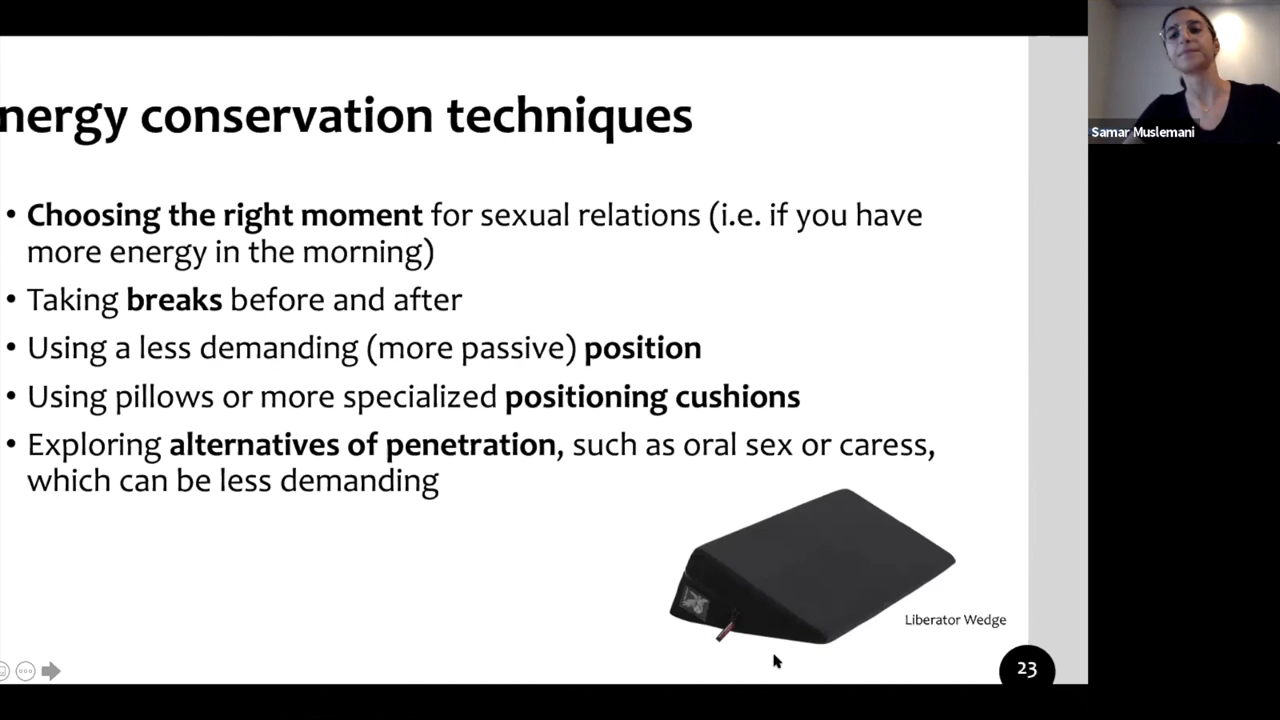 nergy conservation techniques
Samar Muslemani
• Choosing the right moment for sexual relations (i.e. if you have
more energy in the morning)
• Taking breaks before and after
• Using a less demanding (more passive) position
• Using pillows or more specialized positioning cushions
• Exploring alternatives of penetration, such as oral sex or caress,
which can be less demanding
Liberator Wedge
23